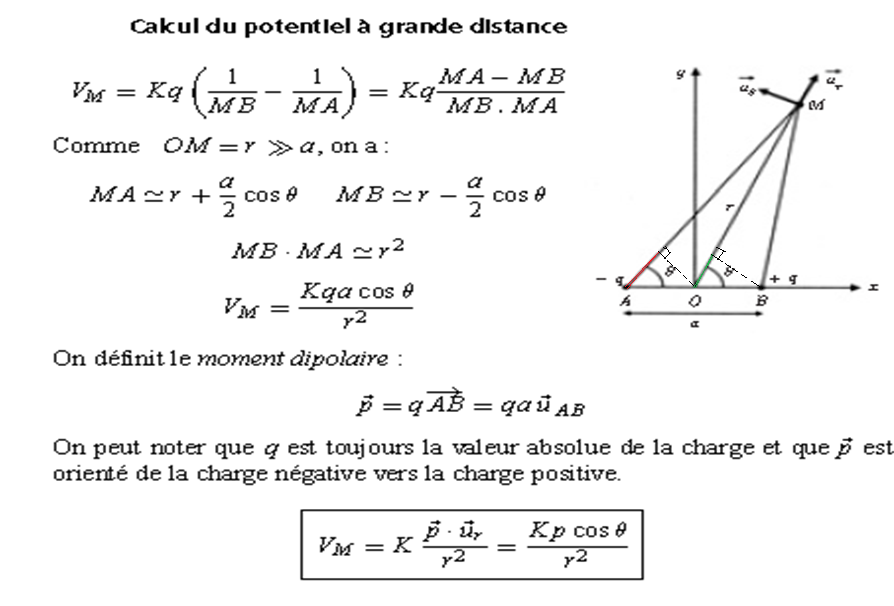 Calcul du potentiel à grande distance
V_M = Kq (1/MB − 1/MA) = Kq (MA − MB)/(MB . MA)
Comme OM = r ≫ a, on a :
MA ≃ r + a/2 cos θ MB ≃ r − a/2 cos θ
MB · MA ≃ r²
V_M = Kqa cos θ / r²
On définit le moment dipolaire :
p⃗ = q AB⃗ = qa u⃗_AB
On peut noter que q est toujours la valeur absolue de la charge et que p⃗ est
orienté de la charge négative vers la charge positive.
V_M = K p⃗ · u⃗_r / r² = Kp cos θ / r²
y
u⃗_θ
u⃗_r
M
r
− q
θ
θ
+ q
A
O
B
x
a